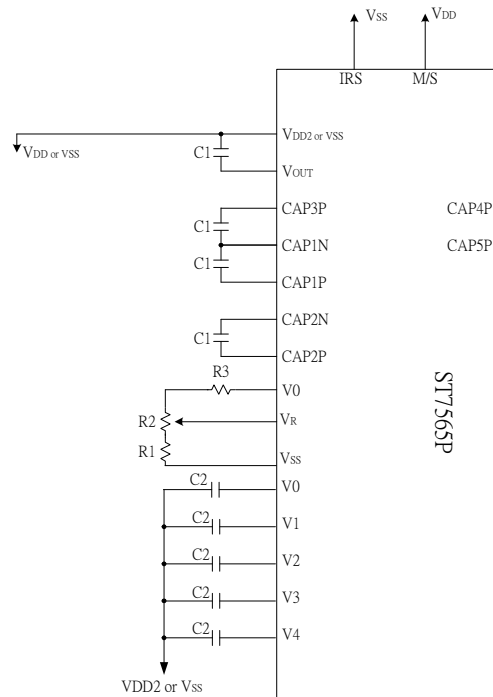 VSS VDD
IRS M/S
VDD2 or VSS
VDD or VSS
C1
VOUT
CAP3P CAP4P
C1
CAP1N CAP5P
C1
CAP1P
CAP2N
C1
CAP2P
R3
V0
R2 VR
R1
VSS
C2 V0
C2 V1
C2 V2
C2 V3
C2 V4
VDD2 or VSS
ST7565P